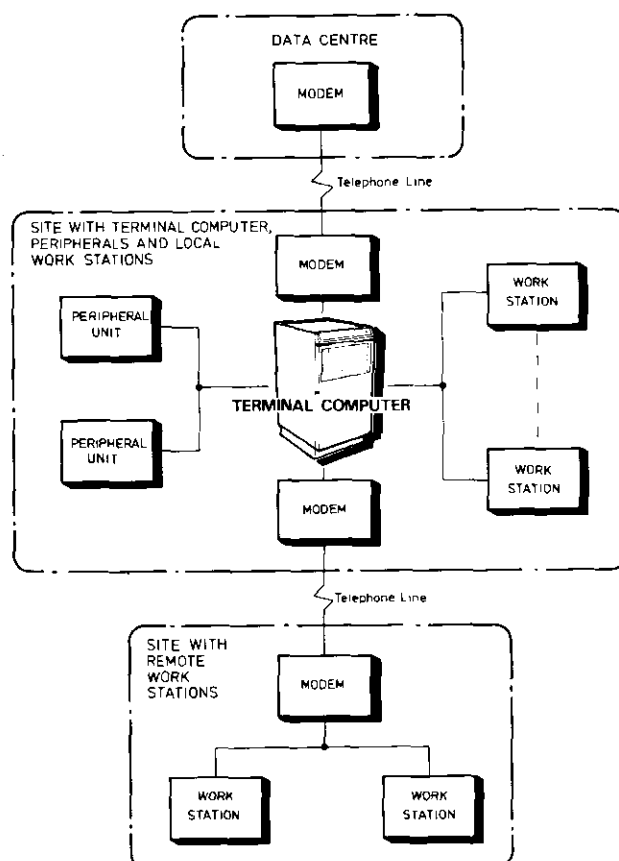 DATA CENTRE
MODEM
Telephone Line
SITE WITH TERMINAL COMPUTER,
PERIPHERALS AND LOCAL
WORK STATIONS
MODEM
WORK
STATION
PERIPHERAL
UNIT
TERMINAL COMPUTER
PERIPHERAL
UNIT
WORK
STATION
MODEM
Telephone Line
SITE WITH
REMOTE
WORK
STATIONS
MODEM
WORK
STATION
WORK
STATION